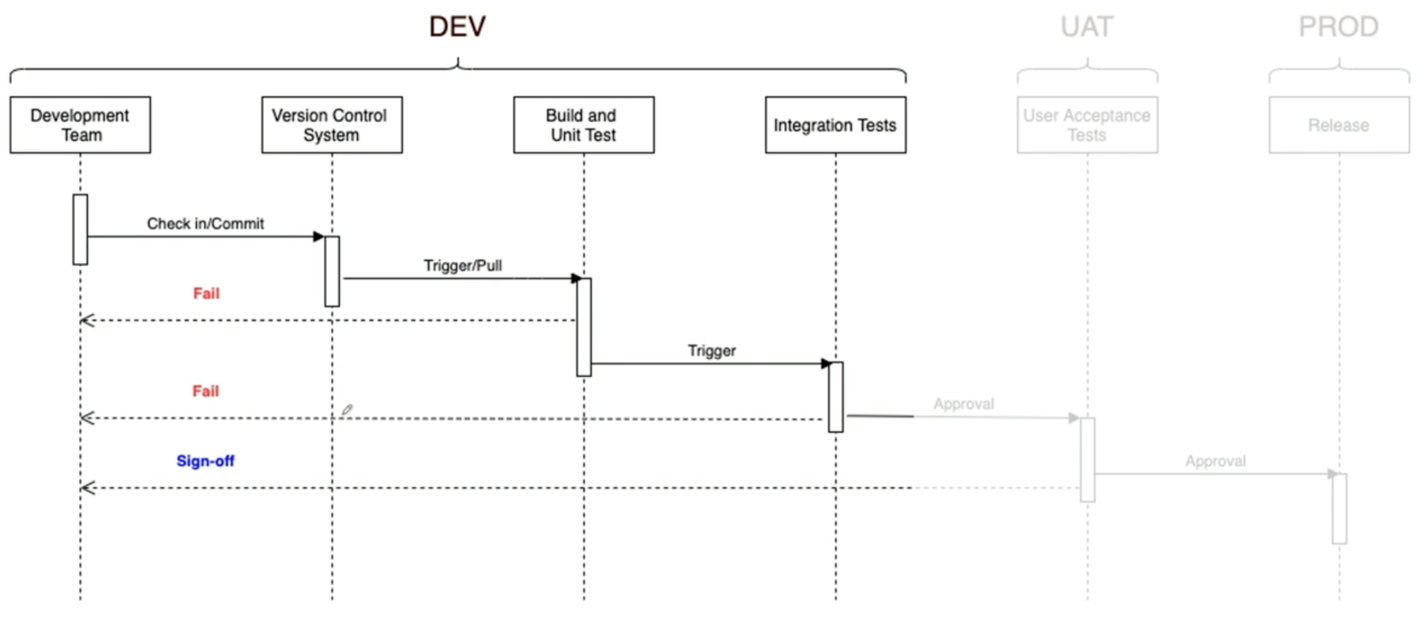 DEV
UAT
PROD
Development
Team
Version Control
System
Build and
Unit Test
Integration Tests
User Acceptance
Tests
Release
Check in/Commit
Trigger/Pull
Fail
Trigger
Fail
Approval
Sign-off
Approval